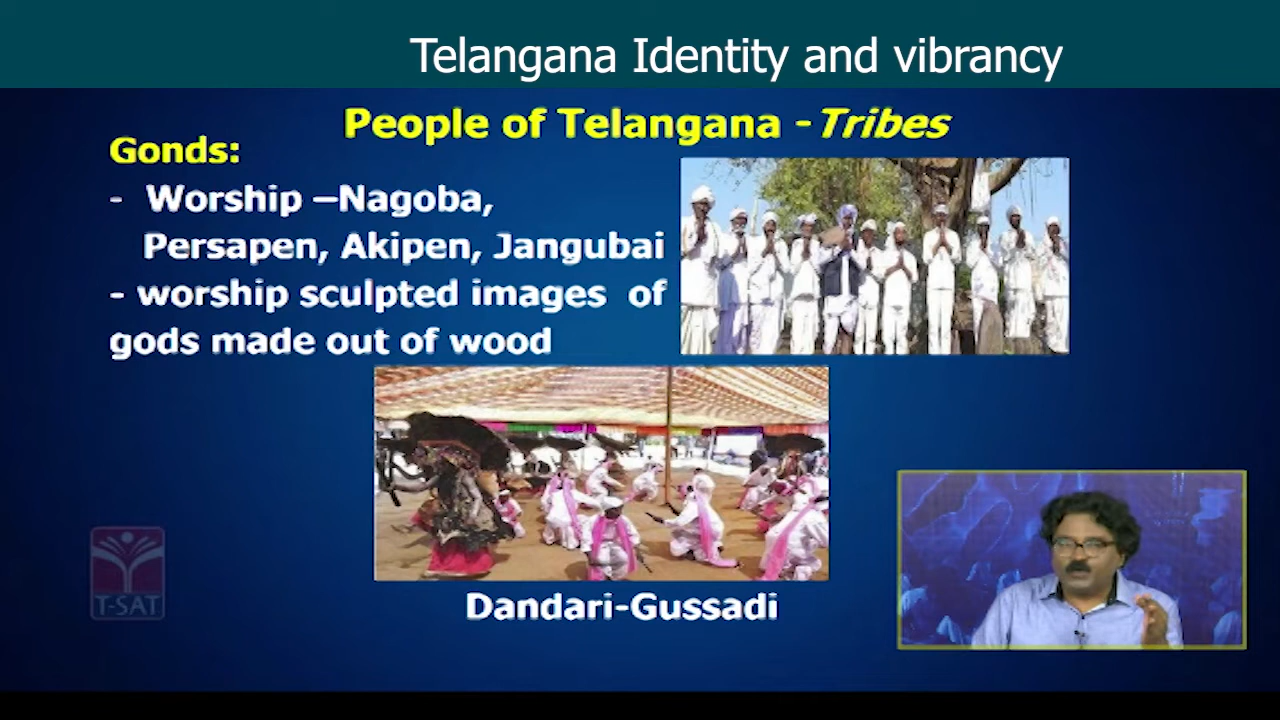 Telangana Identity and vibrancy
People of Telangana -Tribes
Gonds:
- Worship –Nagoba,
Persapen, Akipen, Jangubai
- worship sculpted images of
gods made out of wood
Dandari-Gussadi
T-SAT